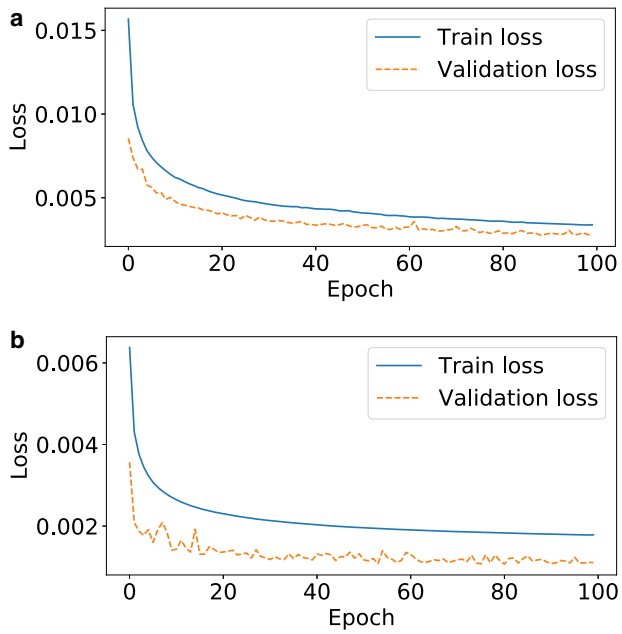 a
0.015
0.010
0.005
Loss
Train loss
Validation loss
0 20 40 60 80 100
Epoch
b
0.006
0.004
0.002
Loss
Train loss
Validation loss
0 20 40 60 80 100
Epoch